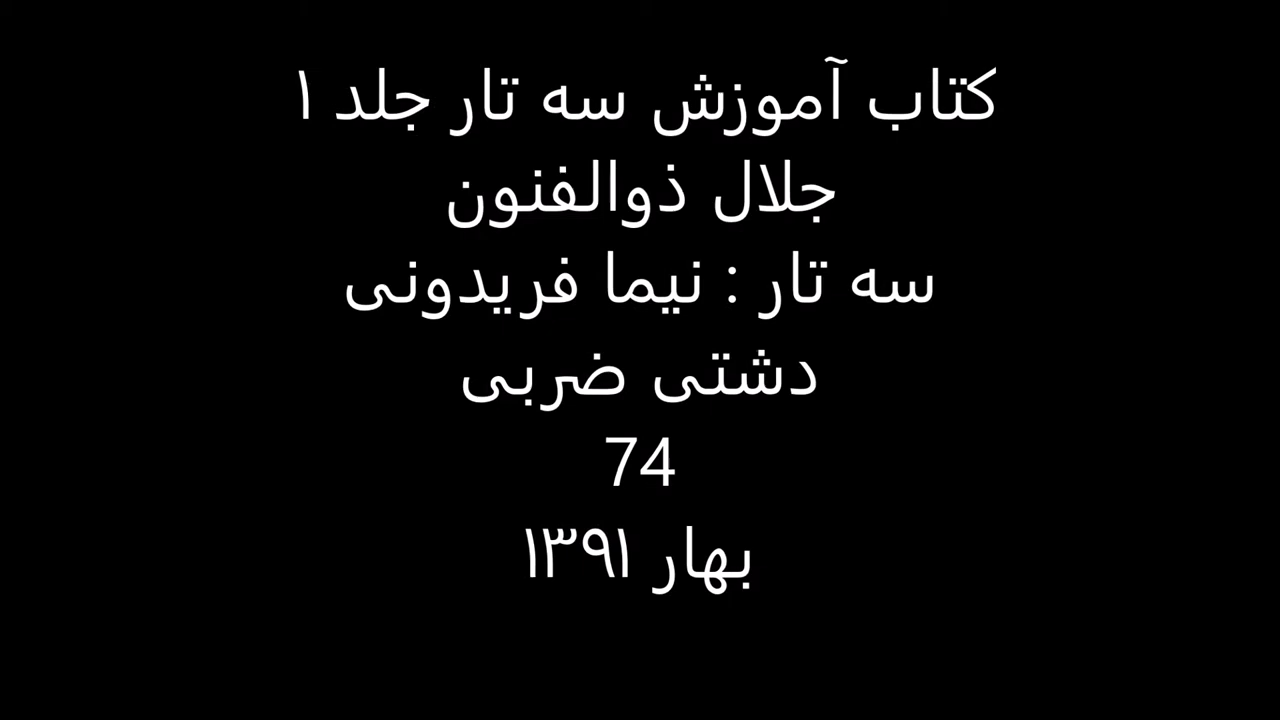 کتاب آموزش سه تار جلد ۱
جلال ذوالفنون
سه تار : نیما فریدونی
دشتی ضربی
74
بهار ۱۳۹۱